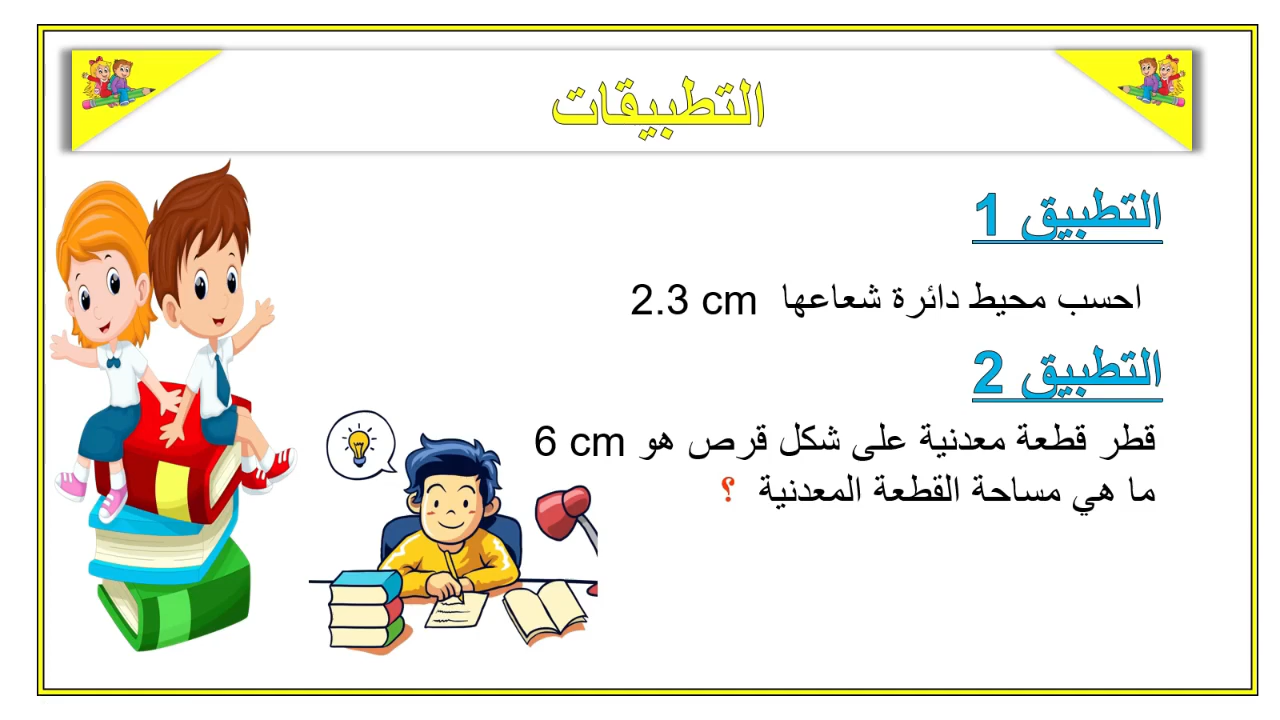 التطبيقات
التطبيق 1
احسب محيط دائرة شعاعها 2.3 cm
التطبيق 2
قطر قطعة معدنية على شكل قرص هو 6 cm
ما هي مساحة القطعة المعدنية ؟